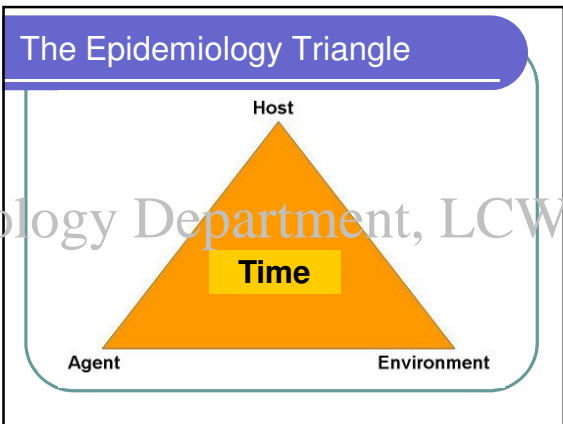 The Epidemiology Triangle
Host
ology Department, LCW
Time
Agent
Environment